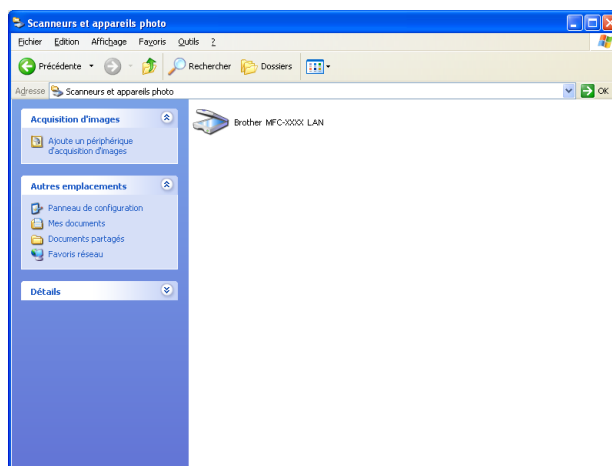 Scanneurs et appareils photo
Fichier Edition Affichage Favoris Outils ?
Précédente Rechercher Dossiers
Adresse Scanneurs et appareils photo OK
Acquisition d'images
Ajoute un périphérique
d'acquisition d'images
Autres emplacements
Panneau de configuration
Mes documents
Documents partagés
Favoris réseau
Détails
Brother MFC-XXXX LAN